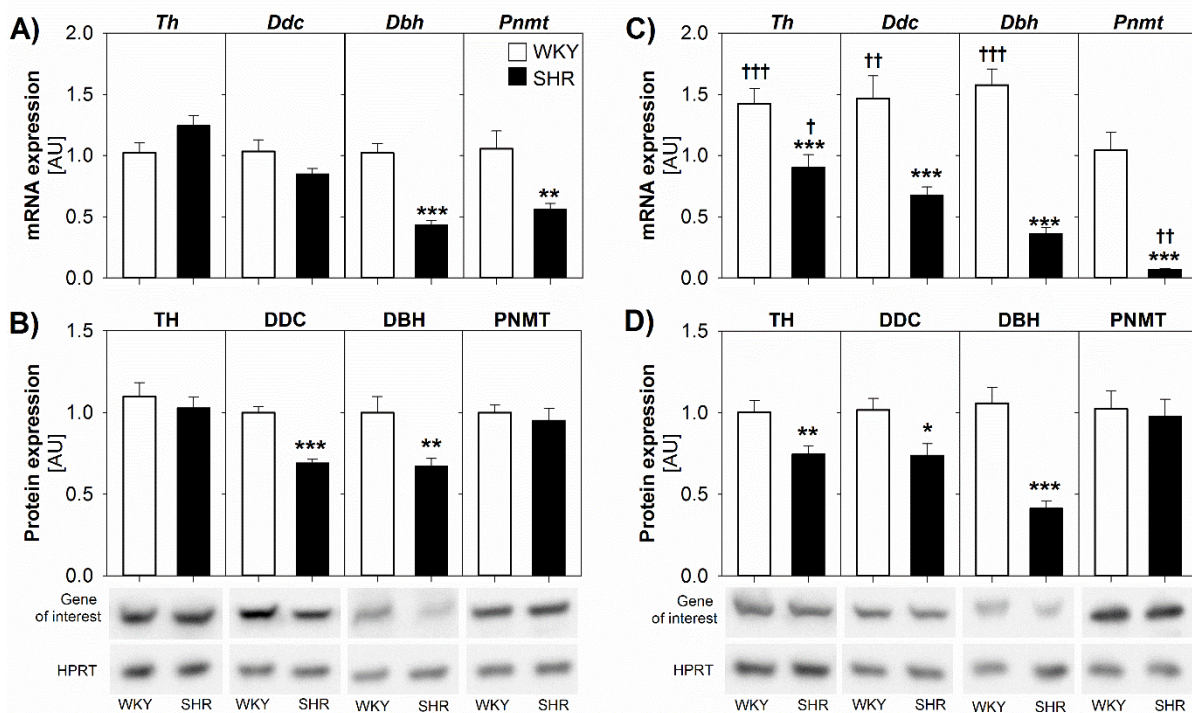 A) Th Ddc Dbh Pnmt
mRNA expression
[AU]
2.0
1.5
1.0
0.5
0.0
WKY
SHR
***
**
B) TH DDC DBH PNMT
Protein expression
[AU]
1.5
1.0
0.5
0.0
***
**
Gene
of interest
HPRT
WKY SHR WKY SHR WKY SHR WKY SHR
C) Th Ddc Dbh Pnmt
mRNA expression
[AU]
2.0
1.5
1.0
0.5
0.0
†††
†
***
††
***
†††
***
††
***
D) TH DDC DBH PNMT
Protein expression
[AU]
1.5
1.0
0.5
0.0
**
*
***
Gene
of interest
HPRT
WKY SHR WKY SHR WKY SHR WKY SHR